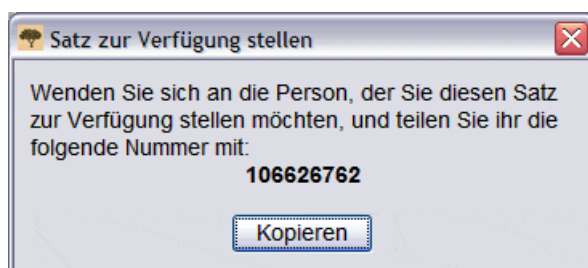 Satz zur Verfügung stellen
Wenden Sie sich an die Person, der Sie diesen Satz
zur Verfügung stellen möchten, und teilen Sie ihr die
folgende Nummer mit:
106626762
Kopieren